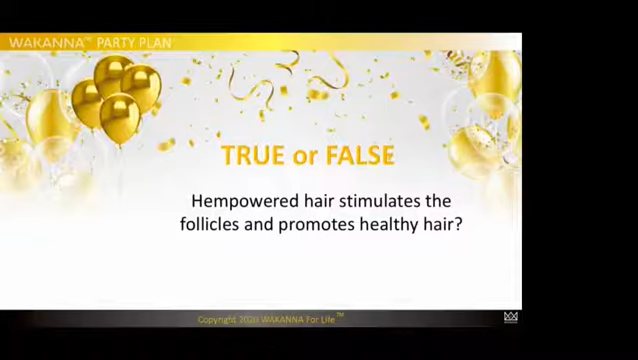 WAKANNA™ PARTY PLAN
TRUE or FALSE
Hempowered hair stimulates the
follicles and promotes healthy hair?
Copyright 2020 WAKANNA For Life™